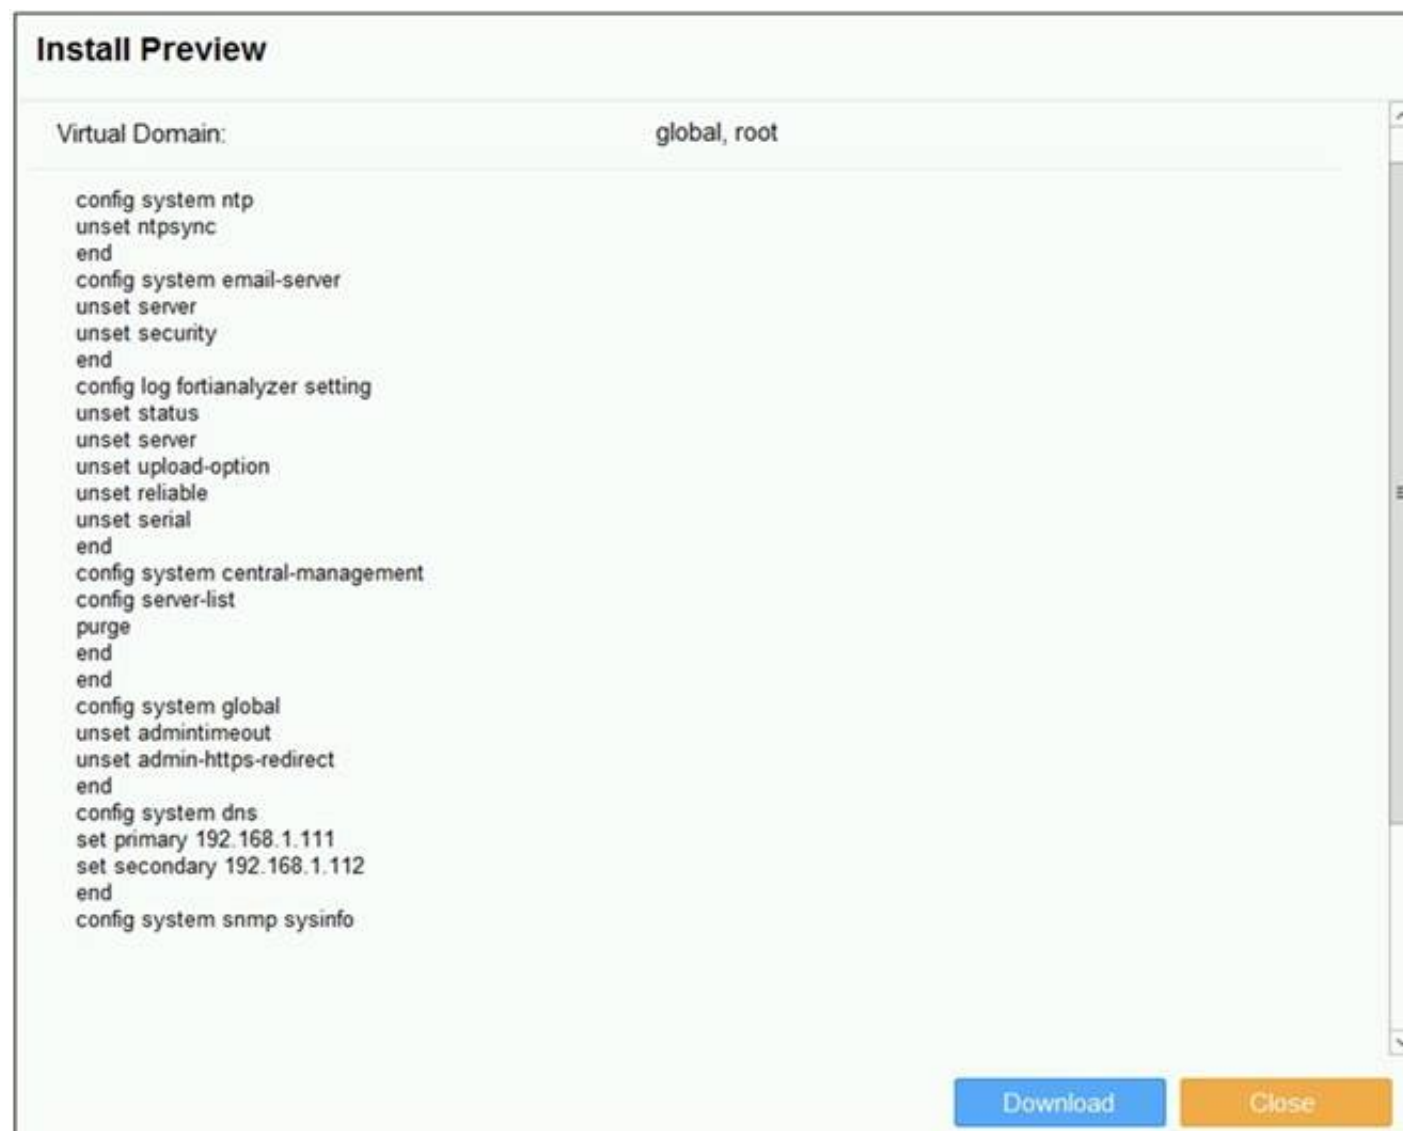 Install Preview
Virtual Domain: global, root
config system ntp
unset ntpsync
end
config system email-server
unset server
unset security
end
config log fortianalyzer setting
unset status
unset server
unset upload-option
unset reliable
unset serial
end
config system central-management
config server-list
purge
end
end
config system global
unset admintimeout
unset admin-https-redirect
end
config system dns
set primary 192.168.1.111
set secondary 192.168.1.112
end
config system snmp sysinfo
Download Close